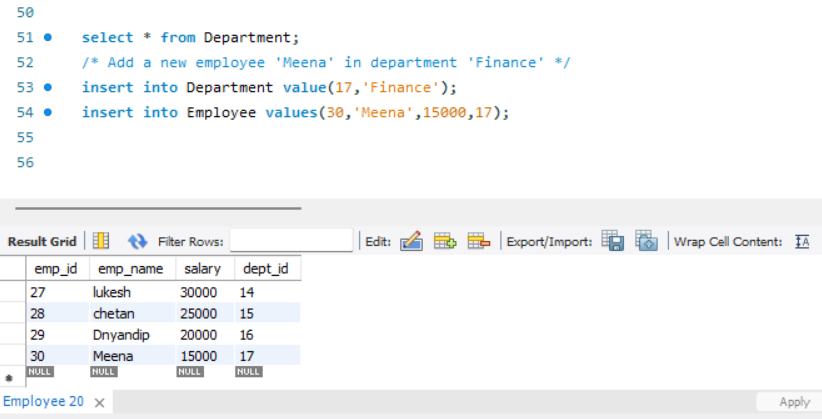 50
51 select * from Department;
52 /* Add a new employee 'Meena' in department 'Finance' */
53 insert into Department value(17,'Finance');
54 insert into Employee values(30,'Meena',15000,17);
55
56
Result Grid Filter Rows: Edit: Export/Import: Wrap Cell Content: IA
emp_id emp_name salary dept_id
27 lukesh 30000 14
28 chetan 25000 15
29 Dnyandip 20000 16
30 Meena 15000 17
NULL NULL NULL NULL
Employee 20 Apply